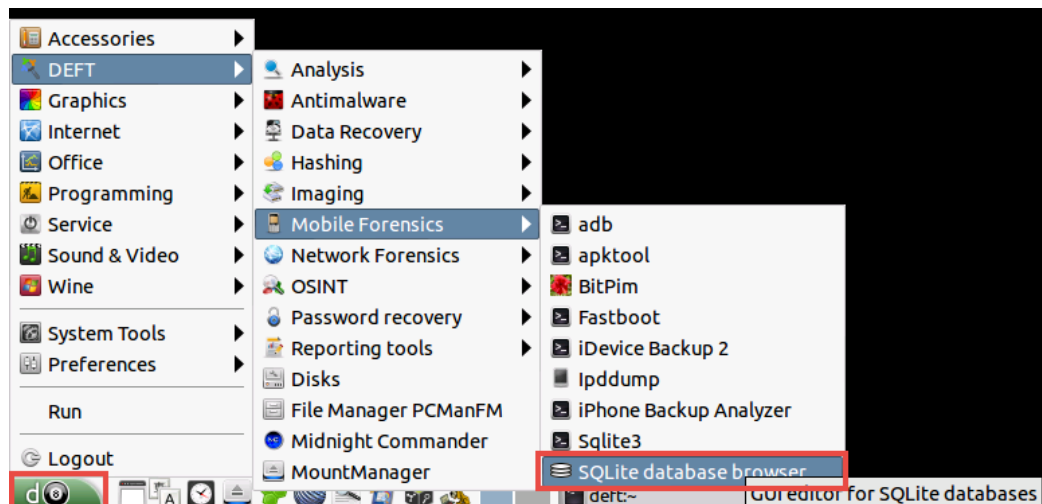 Accessories
DEFT
Graphics
Internet
Office
Programming
Service
Sound & Video
Wine
System Tools
Preferences
Run
Logout
Analysis
Antimalware
Data Recovery
Hashing
Imaging
Mobile Forensics
Network Forensics
OSINT
Password recovery
Reporting tools
Disks
File Manager PCManFM
Midnight Commander
MountManager
adb
apktool
BitPim
Fastboot
iDevice Backup 2
Ipddump
iPhone Backup Analyzer
Sqlite3
SQLite database browser
d8
deft:~
GUI editor for SQLite databases